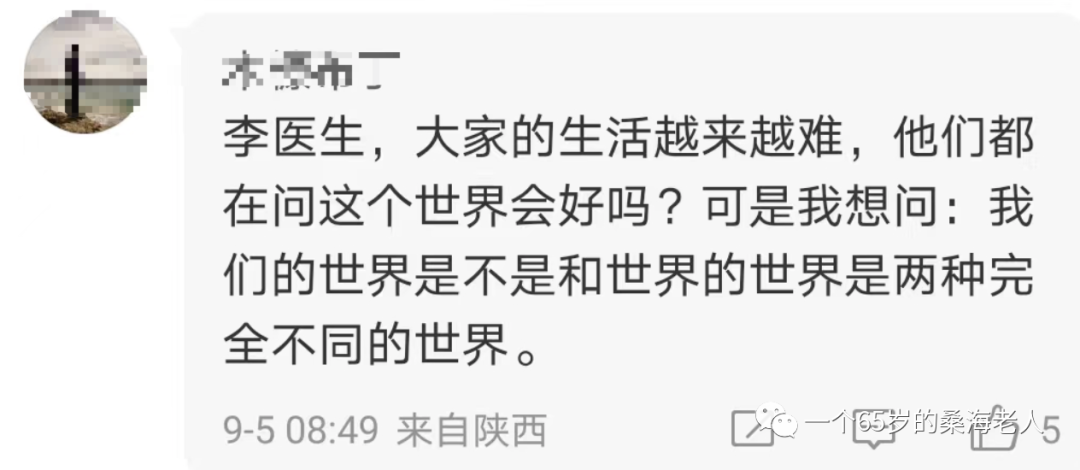 李医生，大家的生活越来越难，他们都
在问这个世界会好吗？可是我想问：我
们的世界是不是和世界的世界是两种完
全不同的世界。
9-5 08:49 来自陕西
一个65岁的桑海老人
5